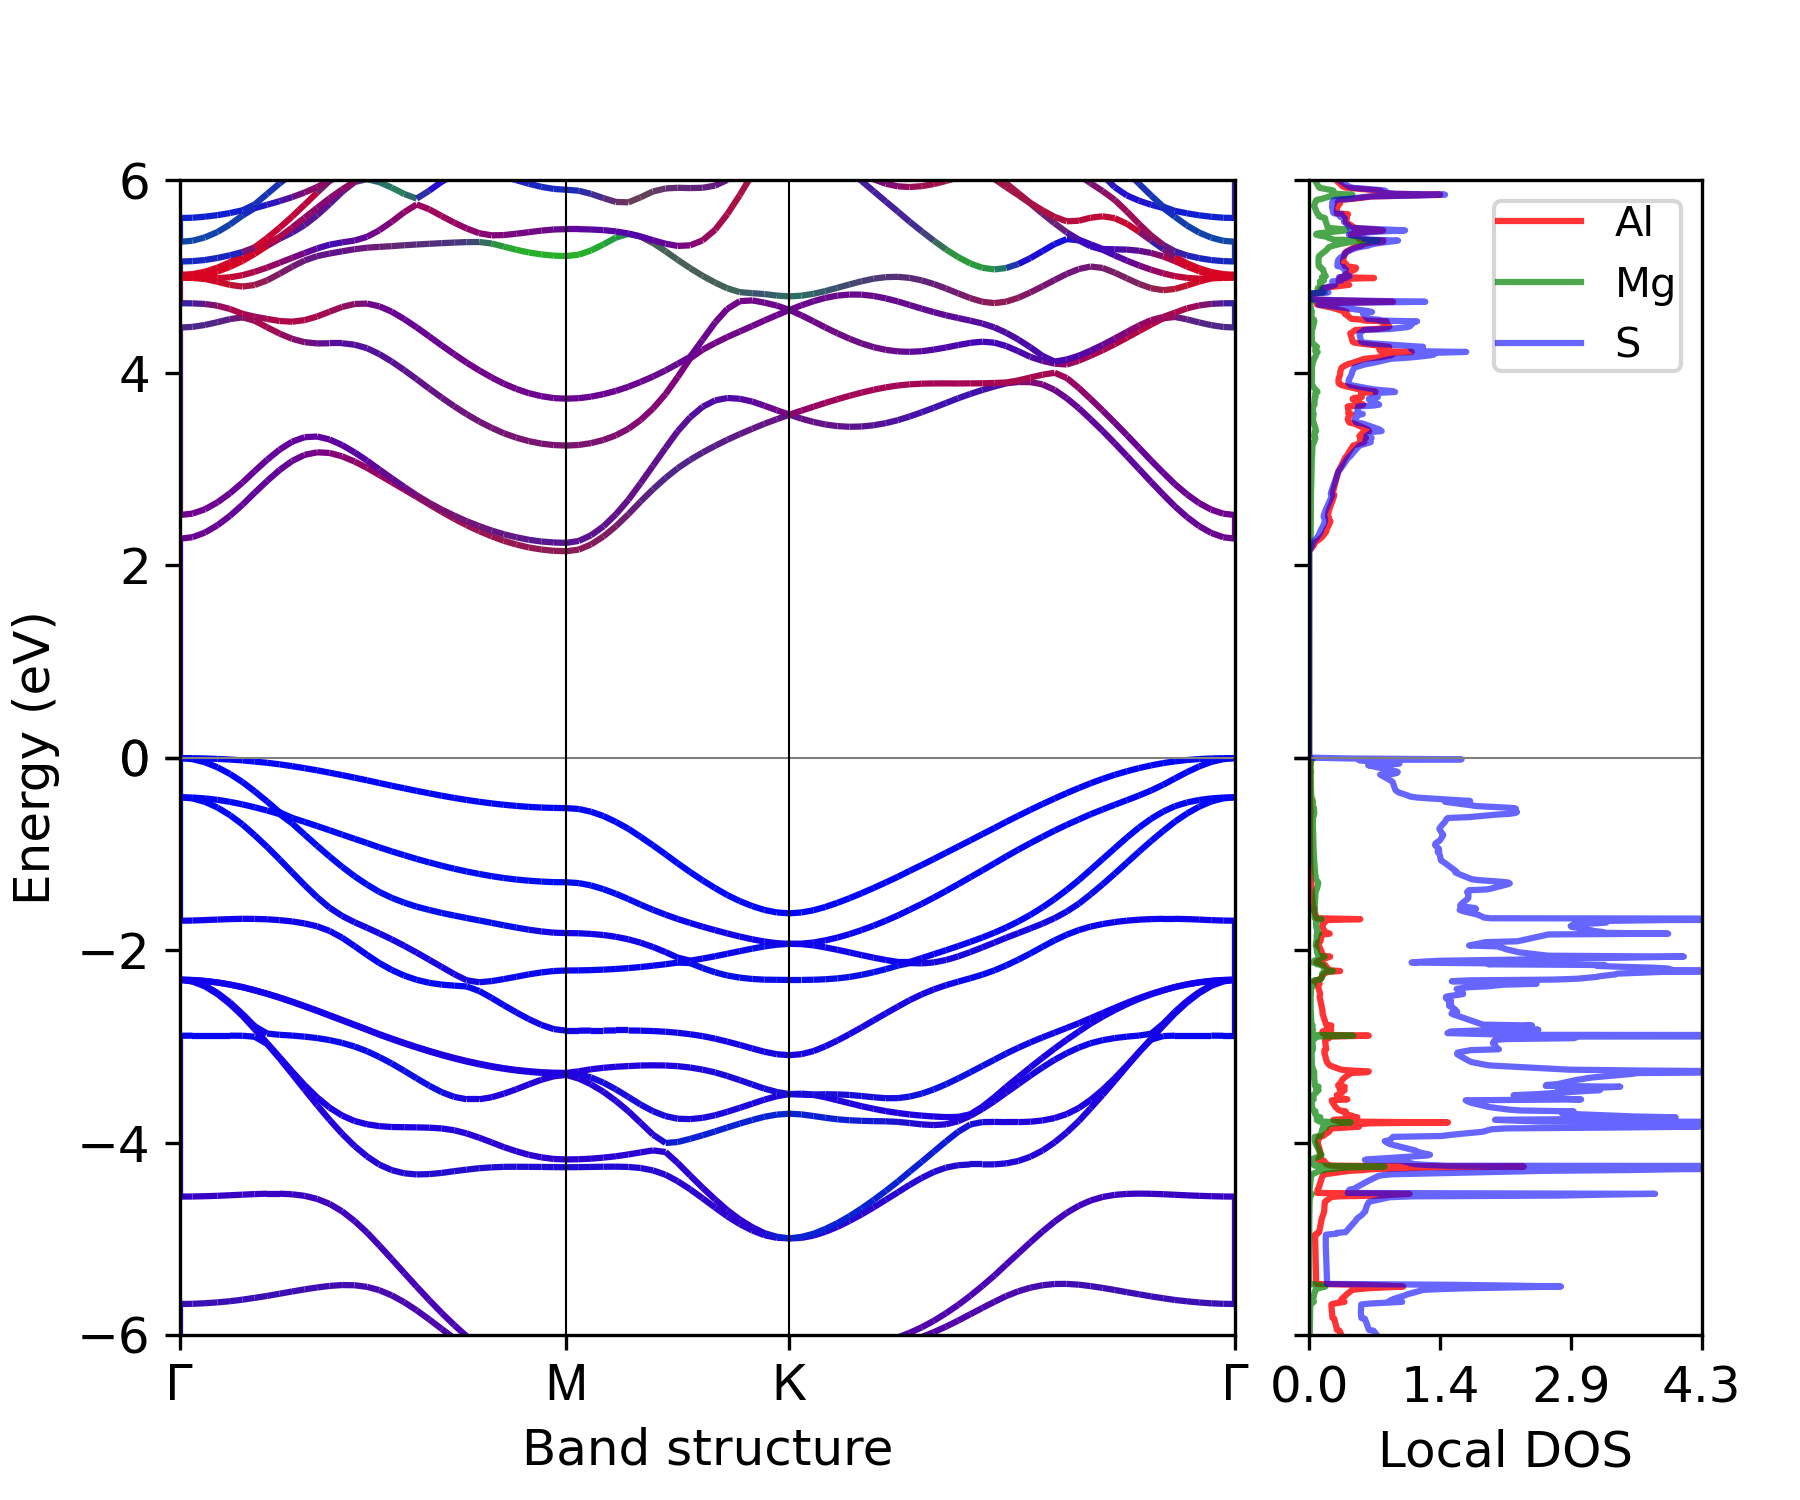 6
4
2
0
−2
−4
−6
Energy (eV)
Γ
M
K
Γ
Band structure
Al
Mg
S
0.0
1.4
2.9
4.3
Local DOS